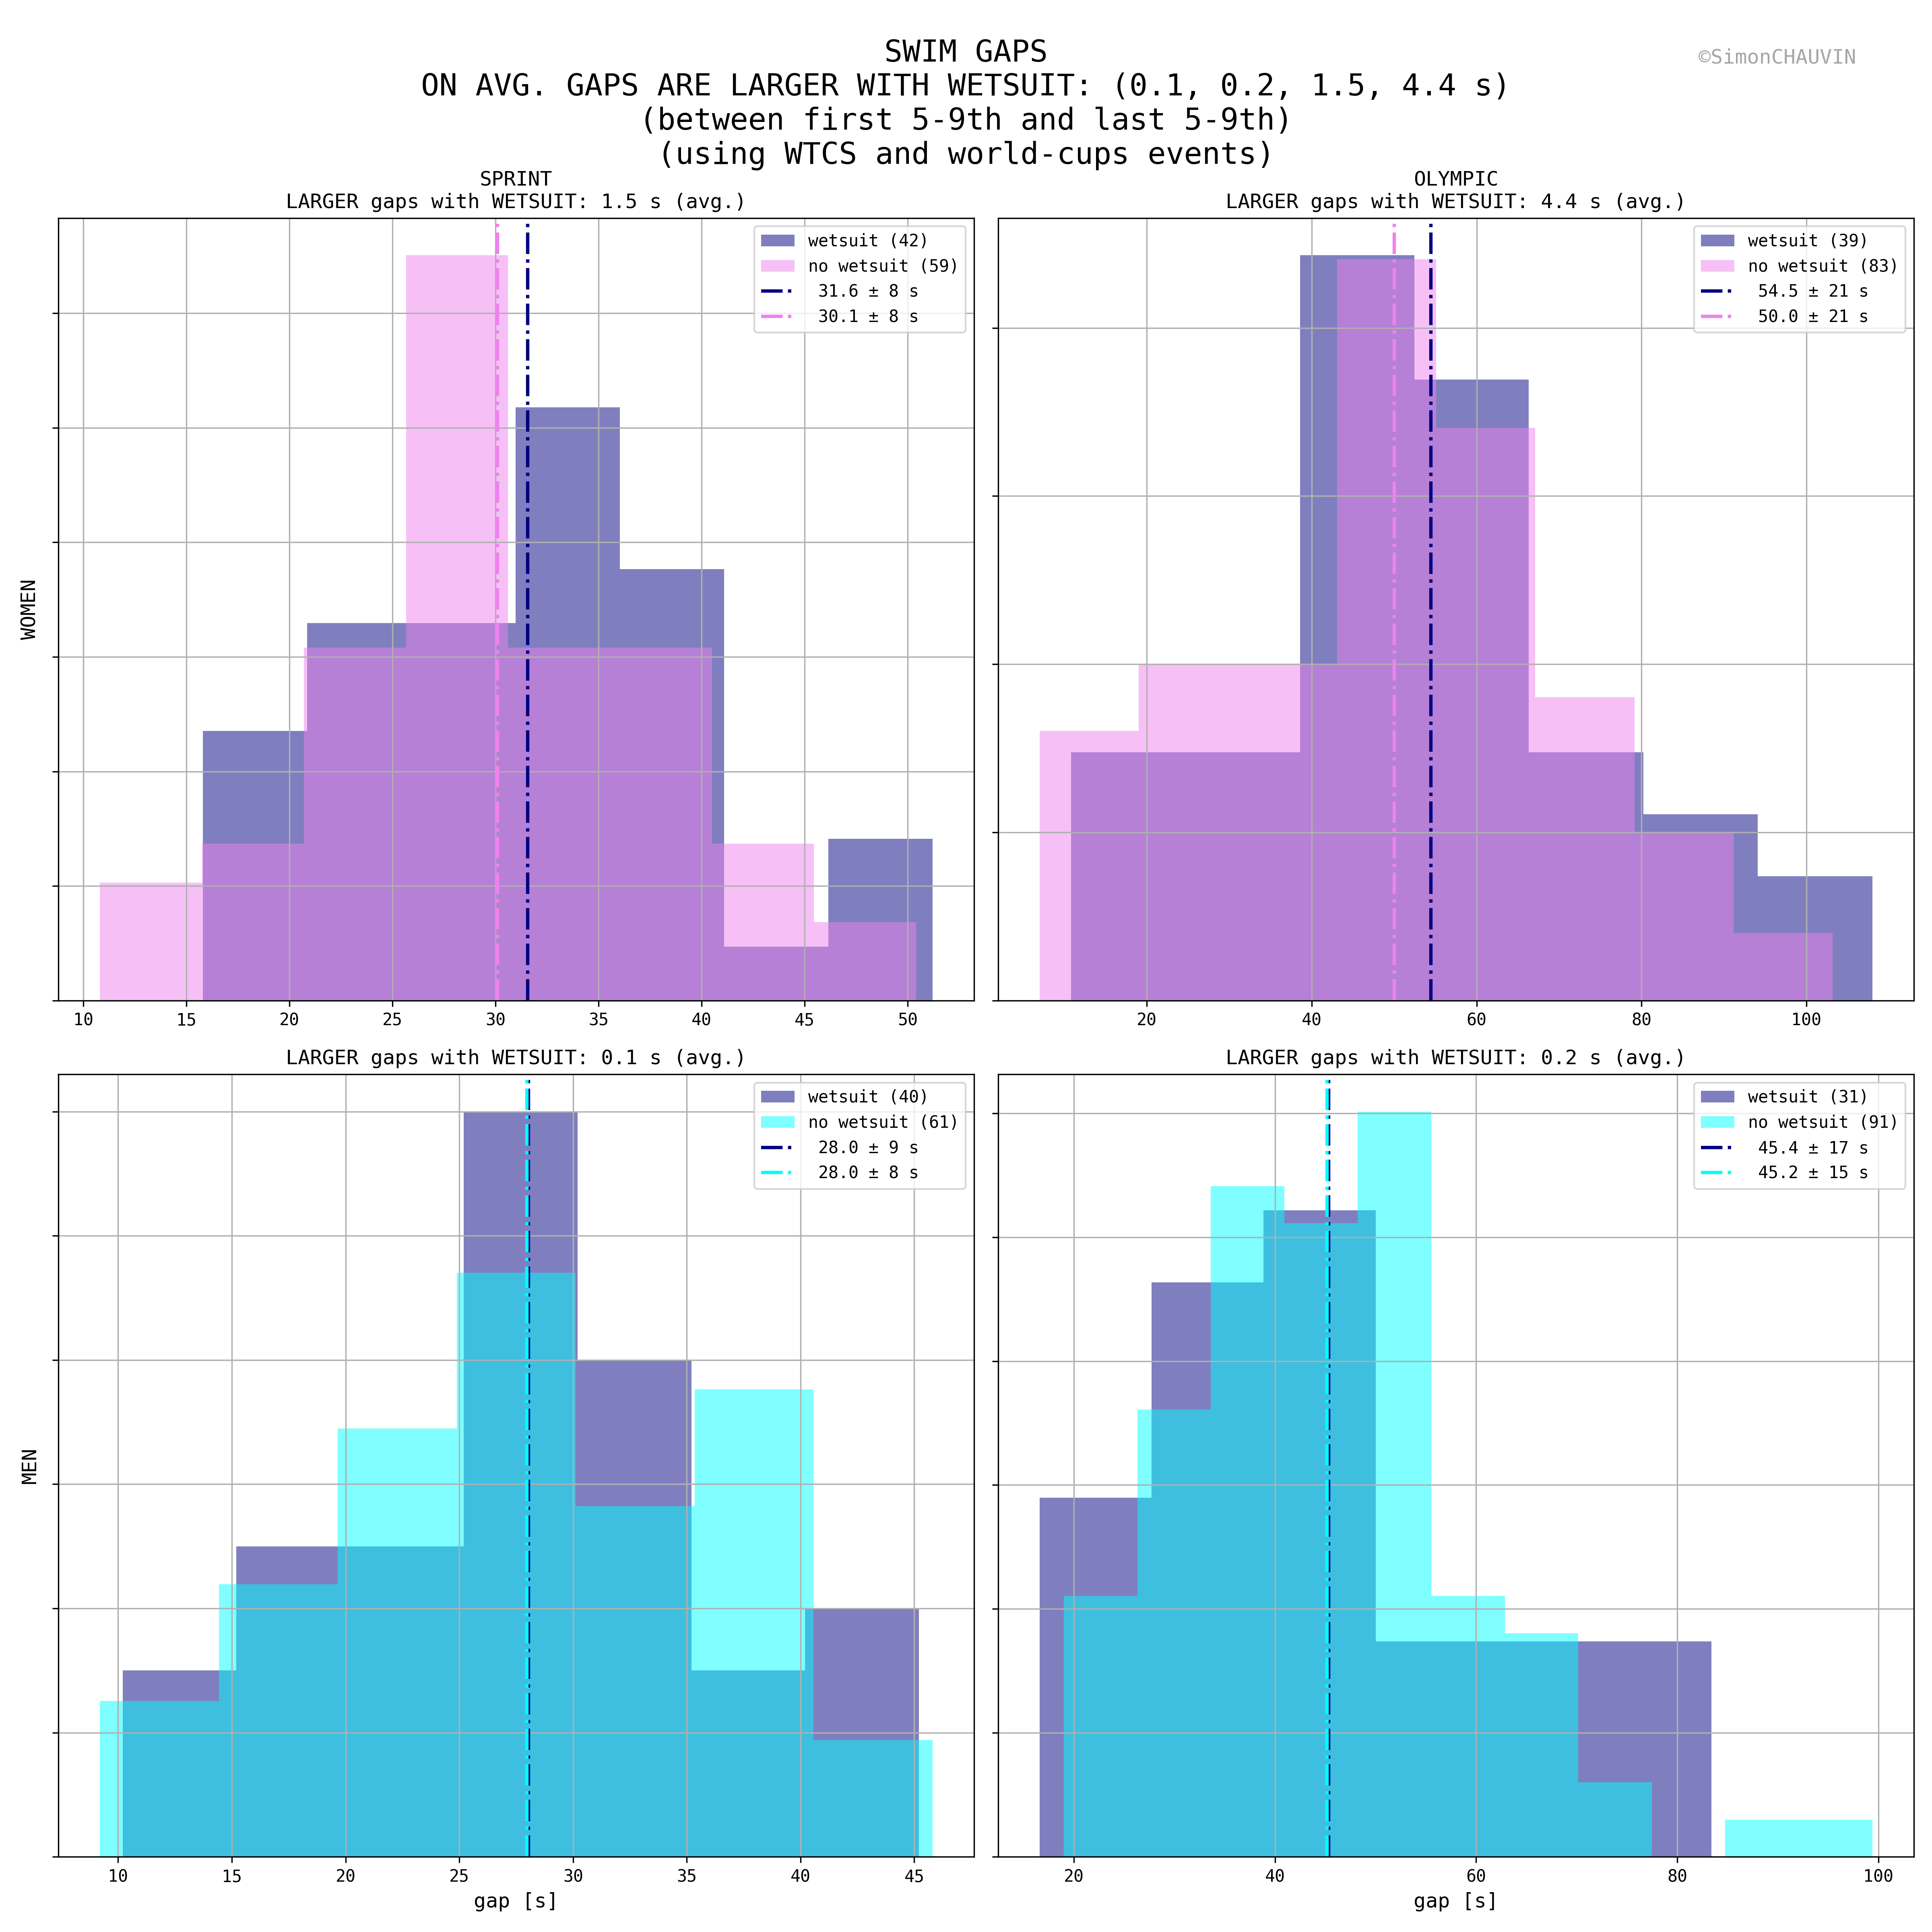 SWIM GAPS
©SimonCHAUVIN
ON AVG. GAPS ARE LARGER WITH WETSUIT: (0.1, 0.2, 1.5, 4.4 s)
(between first 5-9th and last 5-9th)
(using WTCS and world-cups events)
SPRINT
LARGER gaps with WETSUIT: 1.5 s (avg.)
wetsuit (42)
no wetsuit (59)
31.6 ± 8 s
30.1 ± 8 s
WOMEN
10 15 20 25 30 35 40 45 50
OLYMPIC
LARGER gaps with WETSUIT: 4.4 s (avg.)
wetsuit (39)
no wetsuit (83)
54.5 ± 21 s
50.0 ± 21 s
20 40 60 80 100
LARGER gaps with WETSUIT: 0.1 s (avg.)
wetsuit (40)
no wetsuit (61)
28.0 ± 9 s
28.0 ± 8 s
MEN
10 15 20 25 30 35 40 45
gap [s]
LARGER gaps with WETSUIT: 0.2 s (avg.)
wetsuit (31)
no wetsuit (91)
45.4 ± 17 s
45.2 ± 15 s
20 40 60 80 100
gap [s]